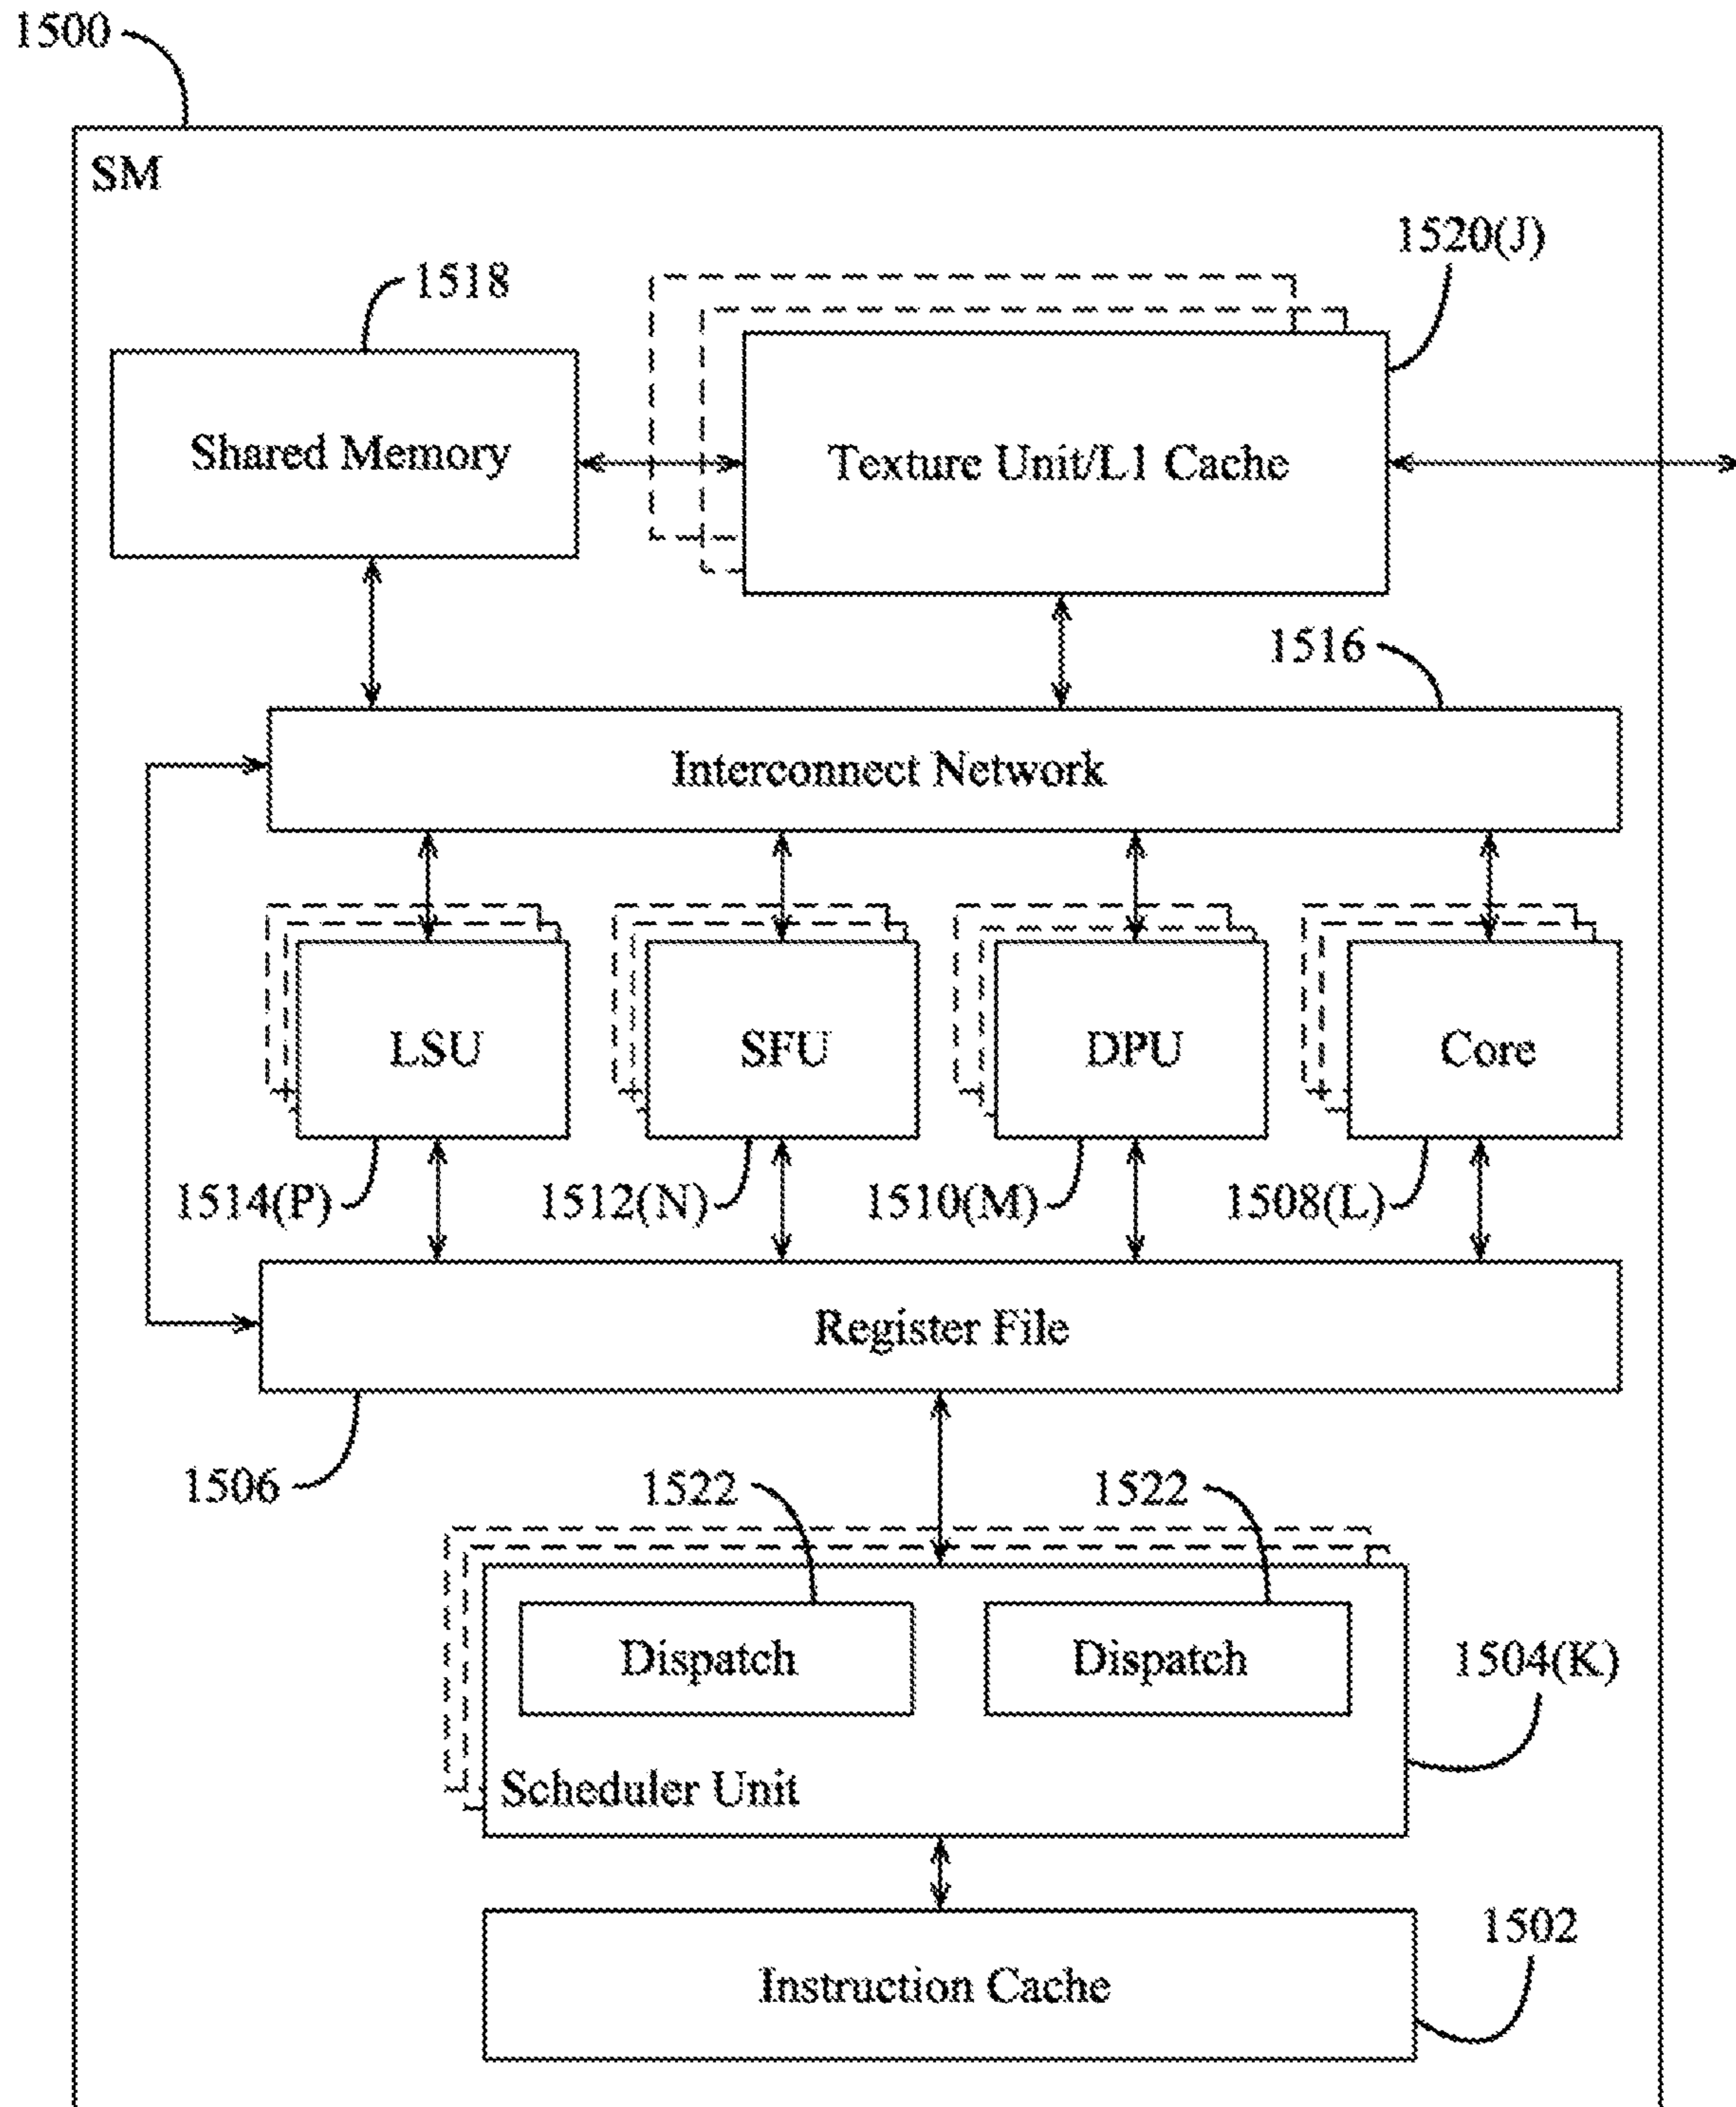 1500
SM
1520(J)
1518
Shared Memory
Texture Unit/L1 Cache
1516
Interconnect Network
LSU
SFU
DPU
Core
1514(P)
1512(N)
1510(M)
1508(L)
Register File
1506
1522
1522
Dispatch
Dispatch
1504(K)
Scheduler Unit
1502
Instruction Cache